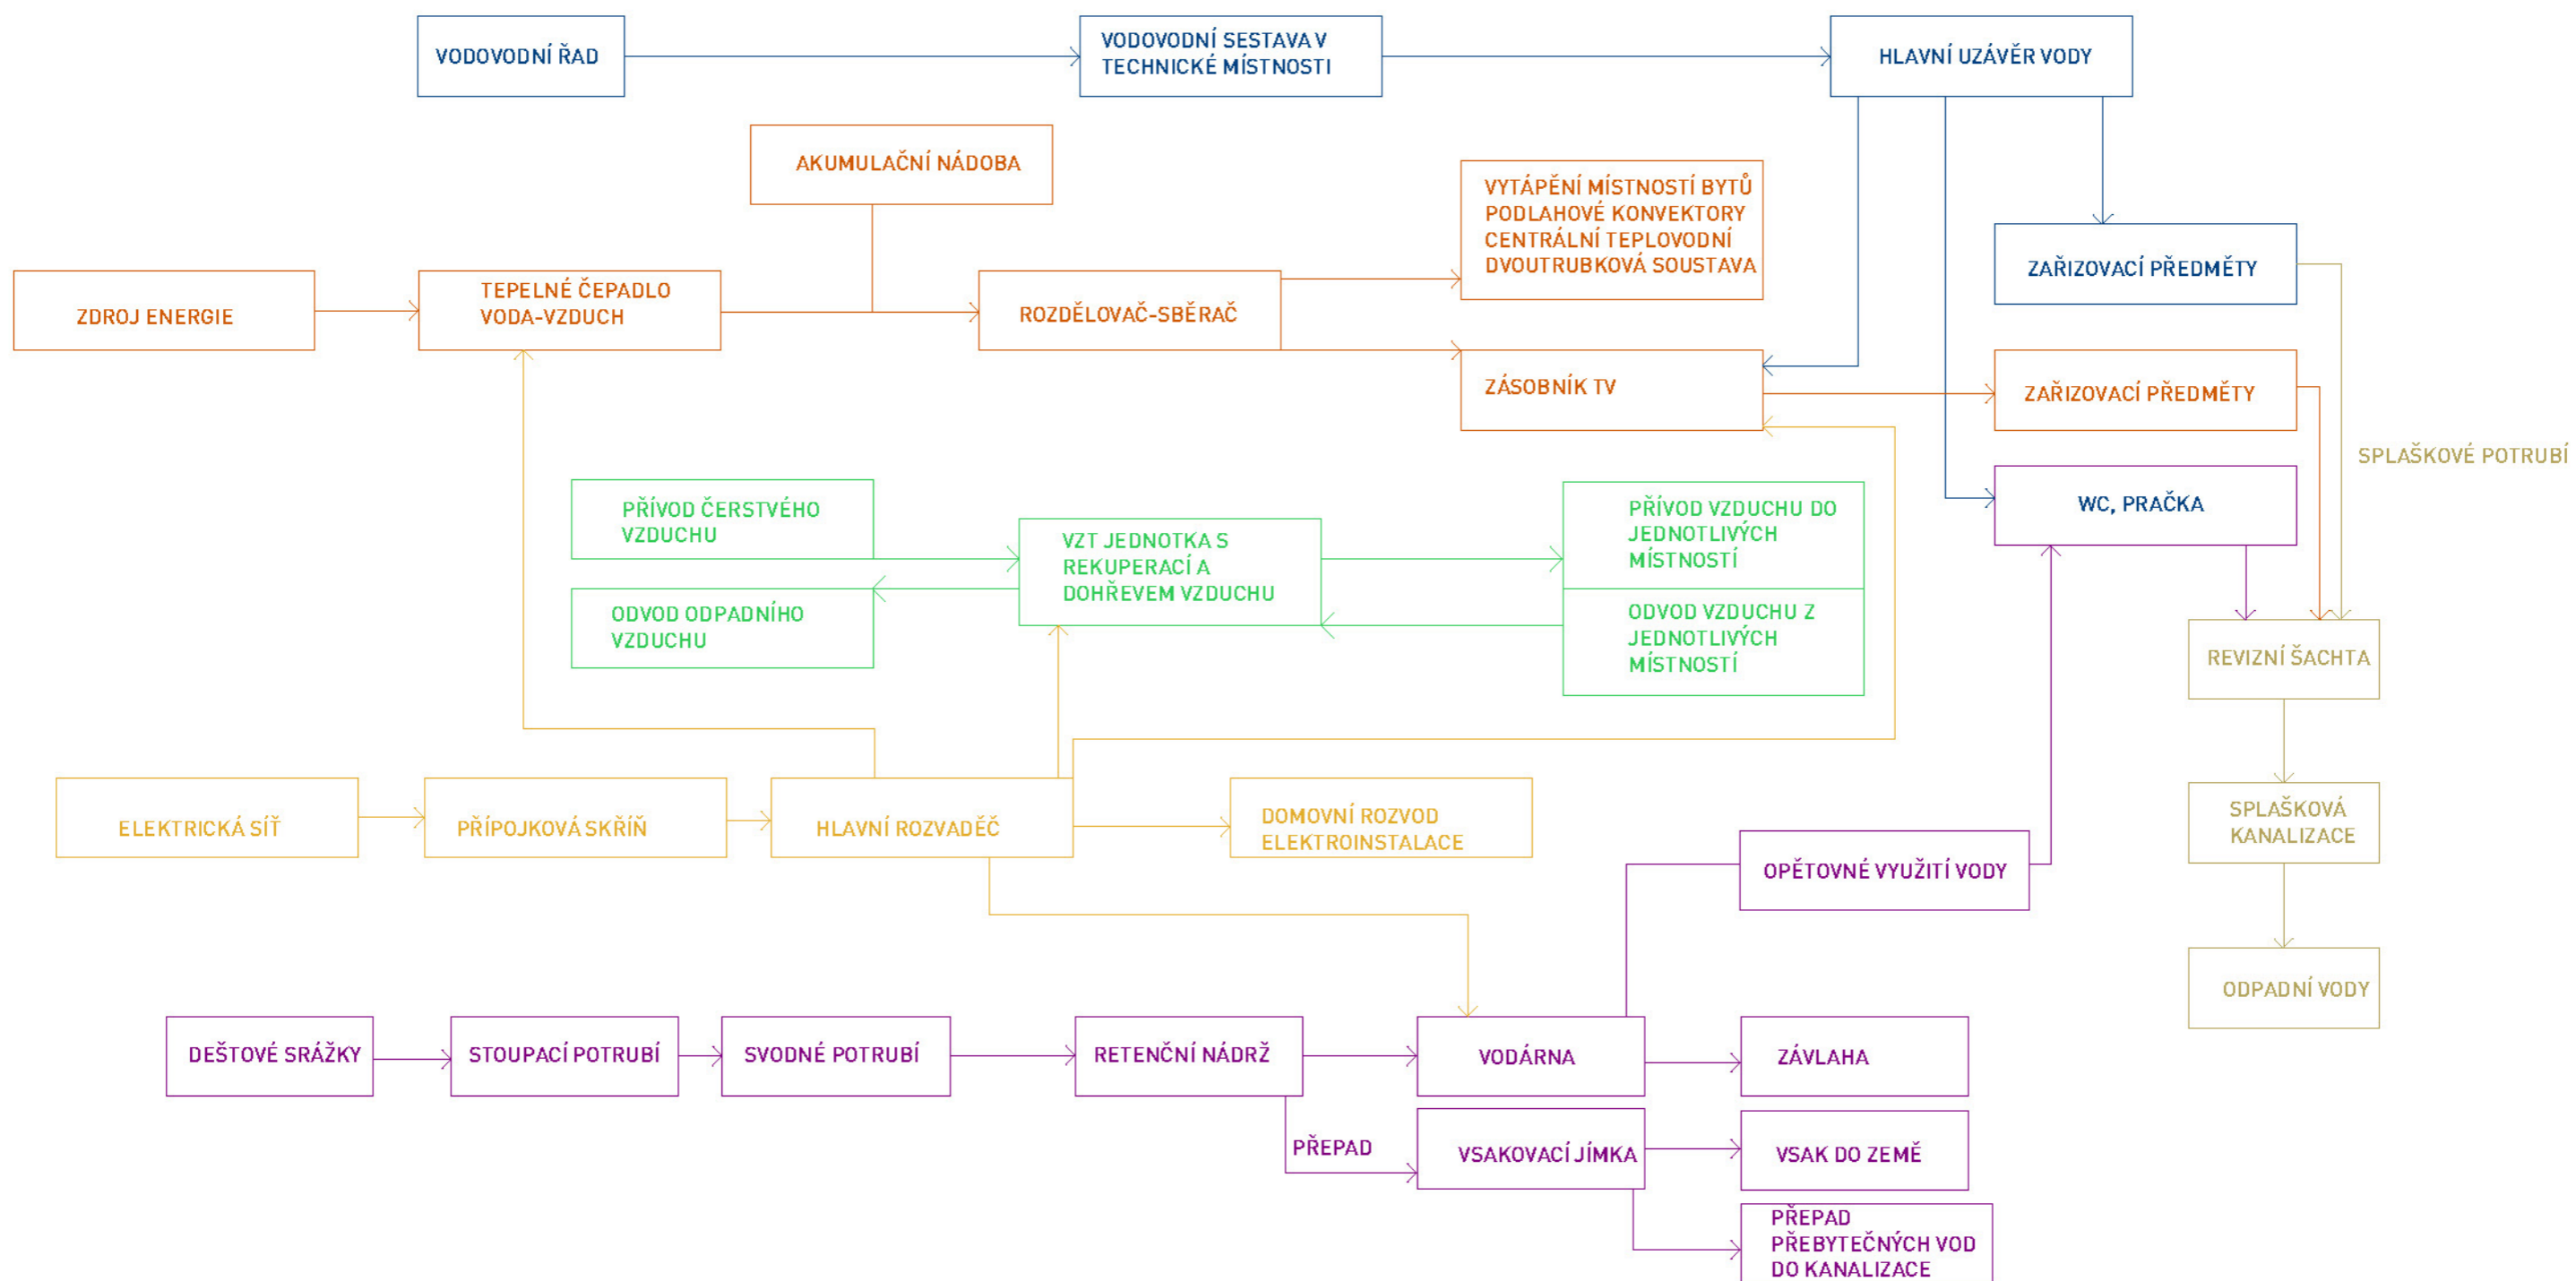 VODOVODNÍ ŘAD
VODOVODNÍ SESTAVA V
TECHNICKÉ MÍSTNOSTI
HLAVNÍ UZÁVĚR VODY
AKUMULAČNÍ NÁDOBA
VYTÁPĚNÍ MÍSTNOSTÍ BYTŮ
PODLAHOVÉ KONVEKTORY
CENTRÁLNÍ TEPLOVODNÍ
DVOUTRUBKOVÁ SOUSTAVA
ZAŘIZOVACÍ PŘEDMĚTY
ZDROJ ENERGIE
TEPELNÉ ČEPADLO
VODA-VZDUCH
ROZDĚLOVAČ-SBĚRAČ
ZÁSOBNÍK TV
ZAŘIZOVACÍ PŘEDMĚTY
SPLAŠKOVÉ POTRUBÍ
PŘÍVOD ČERSTVÉHO
VZDUCHU
VZT JEDNOTKA S
REKUPERACÍ A
DOHŘEVEM VZDUCHU
PŘÍVOD VZDUCHU DO
JEDNOTLIVÝCH
MÍSTNOSTÍ
WC, PRAČKA
ODVOD ODPADNÍHO
VZDUCHU
ODVOD VZDUCHU Z
JEDNOTLIVÝCH
MÍSTNOSTÍ
REVIZNÍ ŠACHTA
ELEKTRICKÁ SÍŤ
PŘÍPOJKOVÁ SKŘÍŇ
HLAVNÍ ROZVADĚČ
DOMOVNÍ ROZVOD
ELEKTROINSTALACE
SPLAŠKOVÁ
KANALIZACE
OPĚTOVNÉ VYUŽITÍ VODY
ODPADNÍ VODY
DEŠTOVÉ SRÁŽKY
STOUPACÍ POTRUBÍ
SVODNÉ POTRUBÍ
RETENČNÍ NÁDRŽ
VODÁRNA
ZÁVLAHA
PŘEPAD
VSAKOVACÍ JÍMKA
VSAK DO ZEMĚ
PŘEPAD
PŘEBYTEČNÝCH VOD
DO KANALIZACE